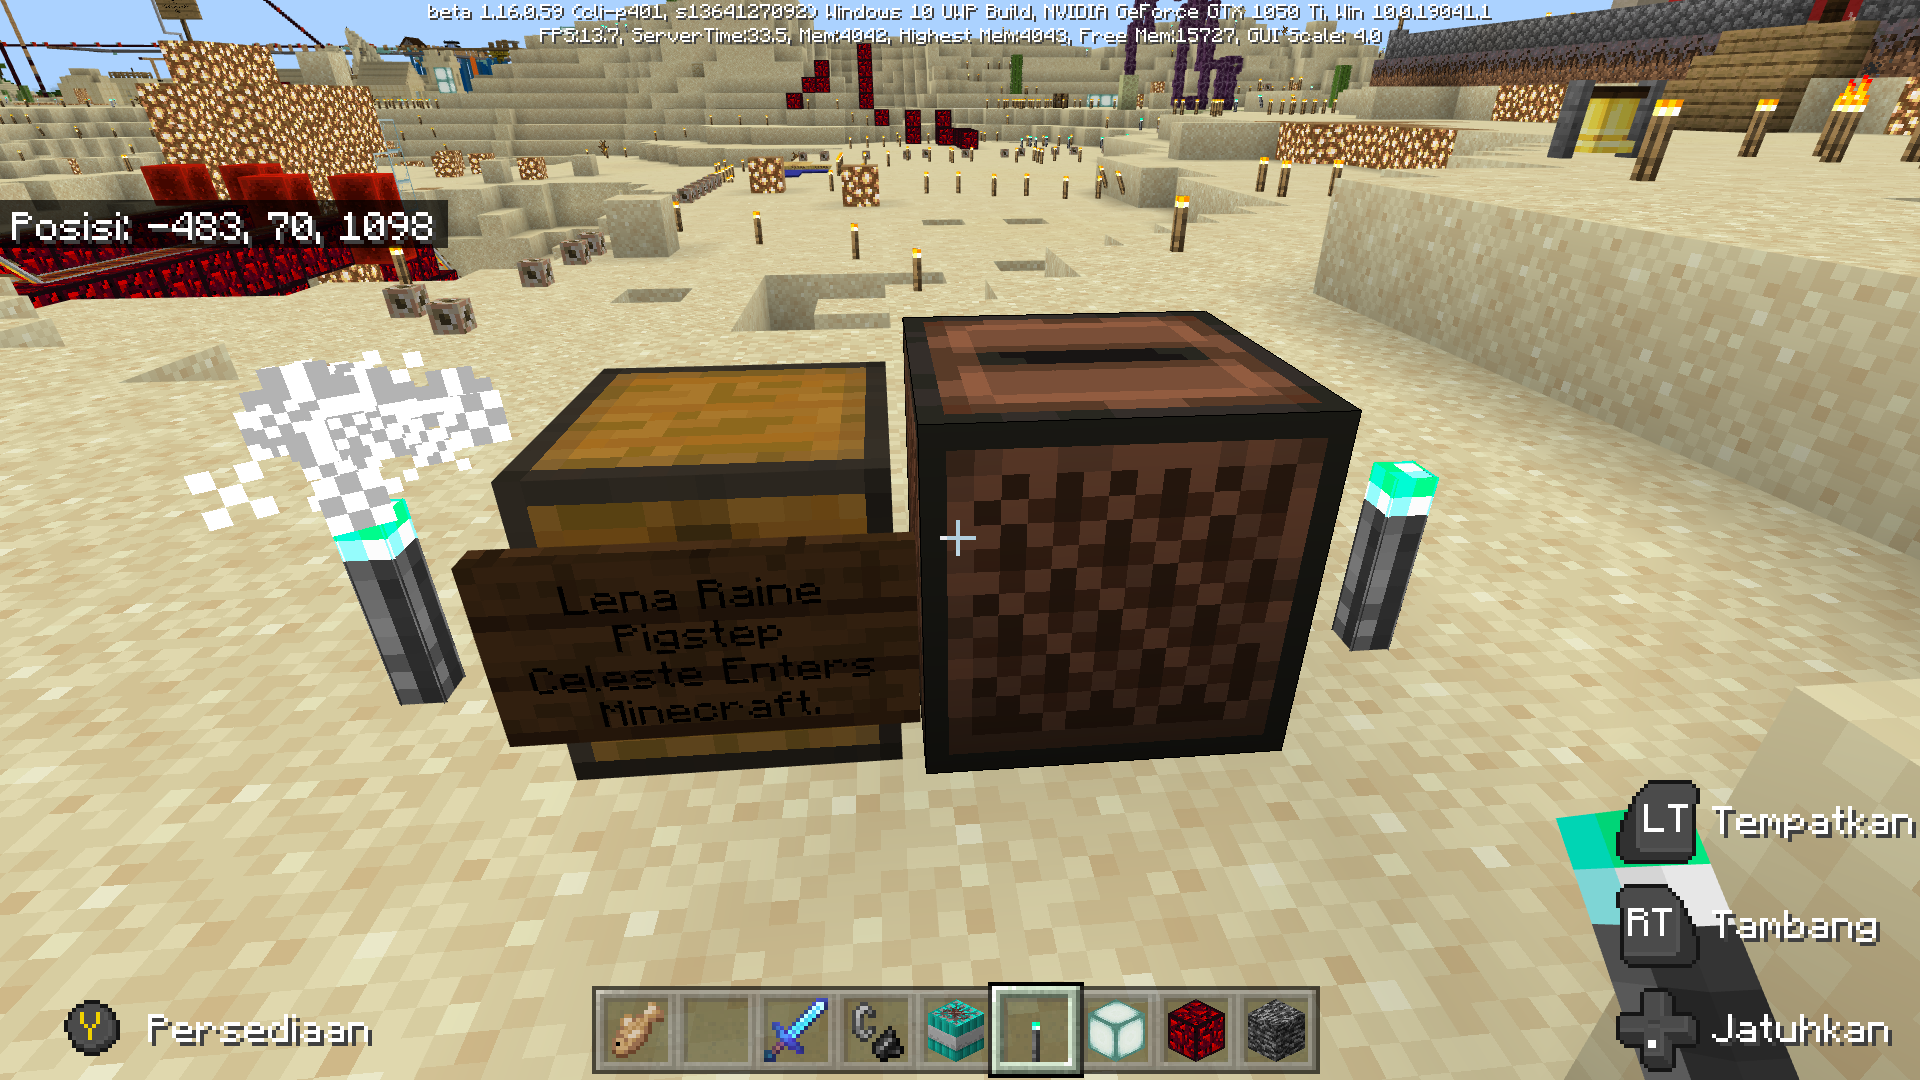 beta 1.16.0.59 (cli-p401, s1364127092) Windows 10 UWP Build, NVIDIA GeForce GTX 1050 Ti, Win 10.0.19041.1
FPS:13.7, ServerTime:33.5, Mem:4042, Highest Mem:4043, Free Mem:15727, GUI Scale: 4.0
Posisi: -483, 70, 1098
Lena Raine
Pigstep
Celeste Enters
Minecraft.
LT Tempatkan
RT Tambang
Y Persediaan
Jatuhkan